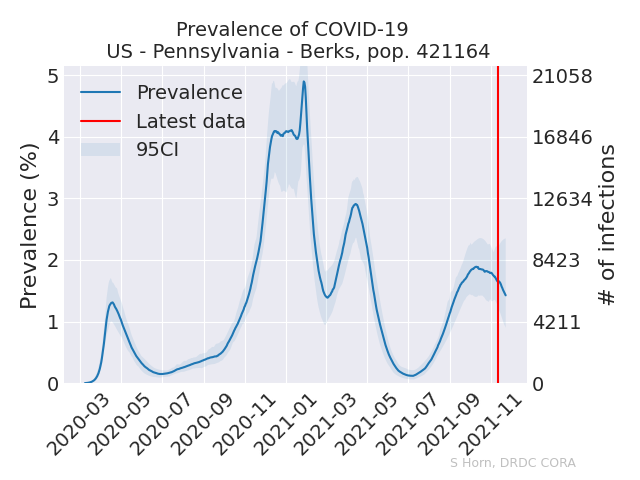 Prevalence of COVID-19
US - Pennsylvania - Berks, pop. 421164
Prevalence
Latest data
95CI
Prevalence (%)
5
4
3
2
1
0
21058
16846
12634
8423
4211
0
# of infections
2020-03
2020-05
2020-07
2020-09
2020-11
2021-01
2021-03
2021-05
2021-07
2021-09
2021-11
S Horn, DRDC CORA